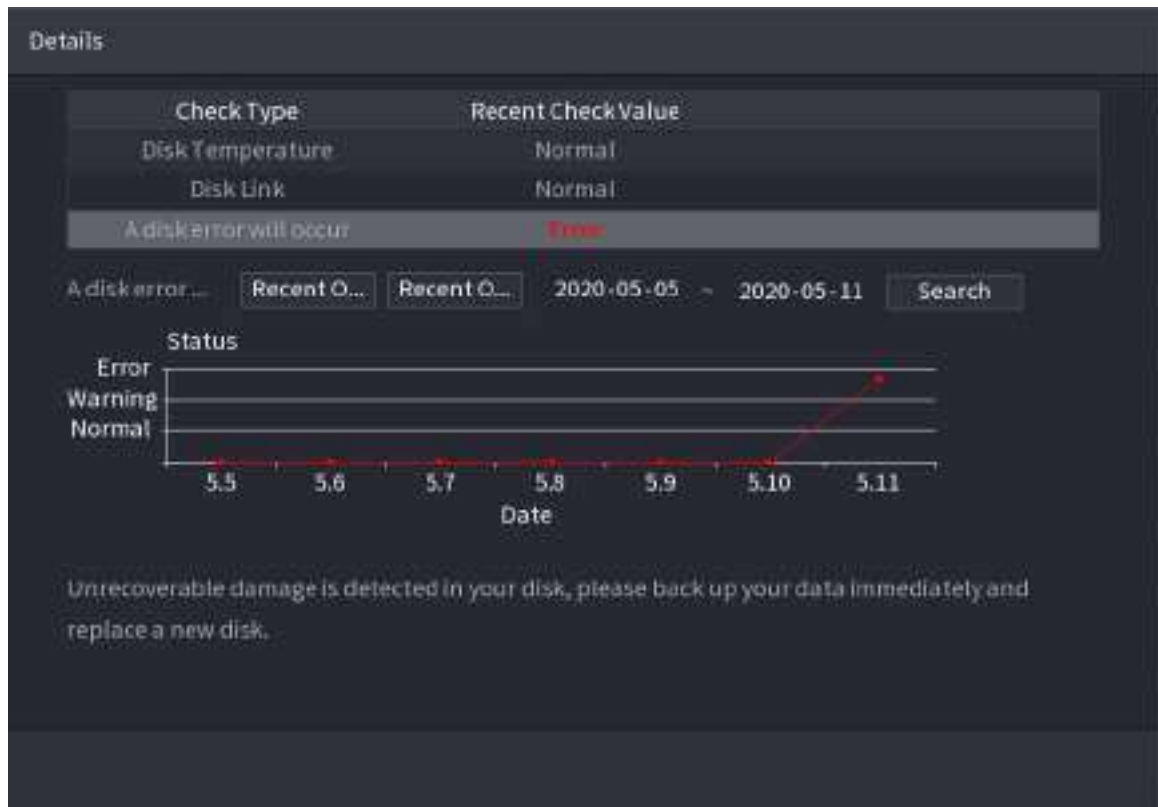 Details
Check Type Recent Check Value
Disk Temperature Normal
Disk Link Normal
A disk error will occur Error
A disk error... Recent O... Recent O... 2020-05-05 ~ 2020-05-11 Search
Status
Error
Warning
Normal
5.5 5.6 5.7 5.8 5.9 5.10 5.11
Date
Unrecoverable damage is detected in your disk, please back up your data immediately and
replace a new disk.